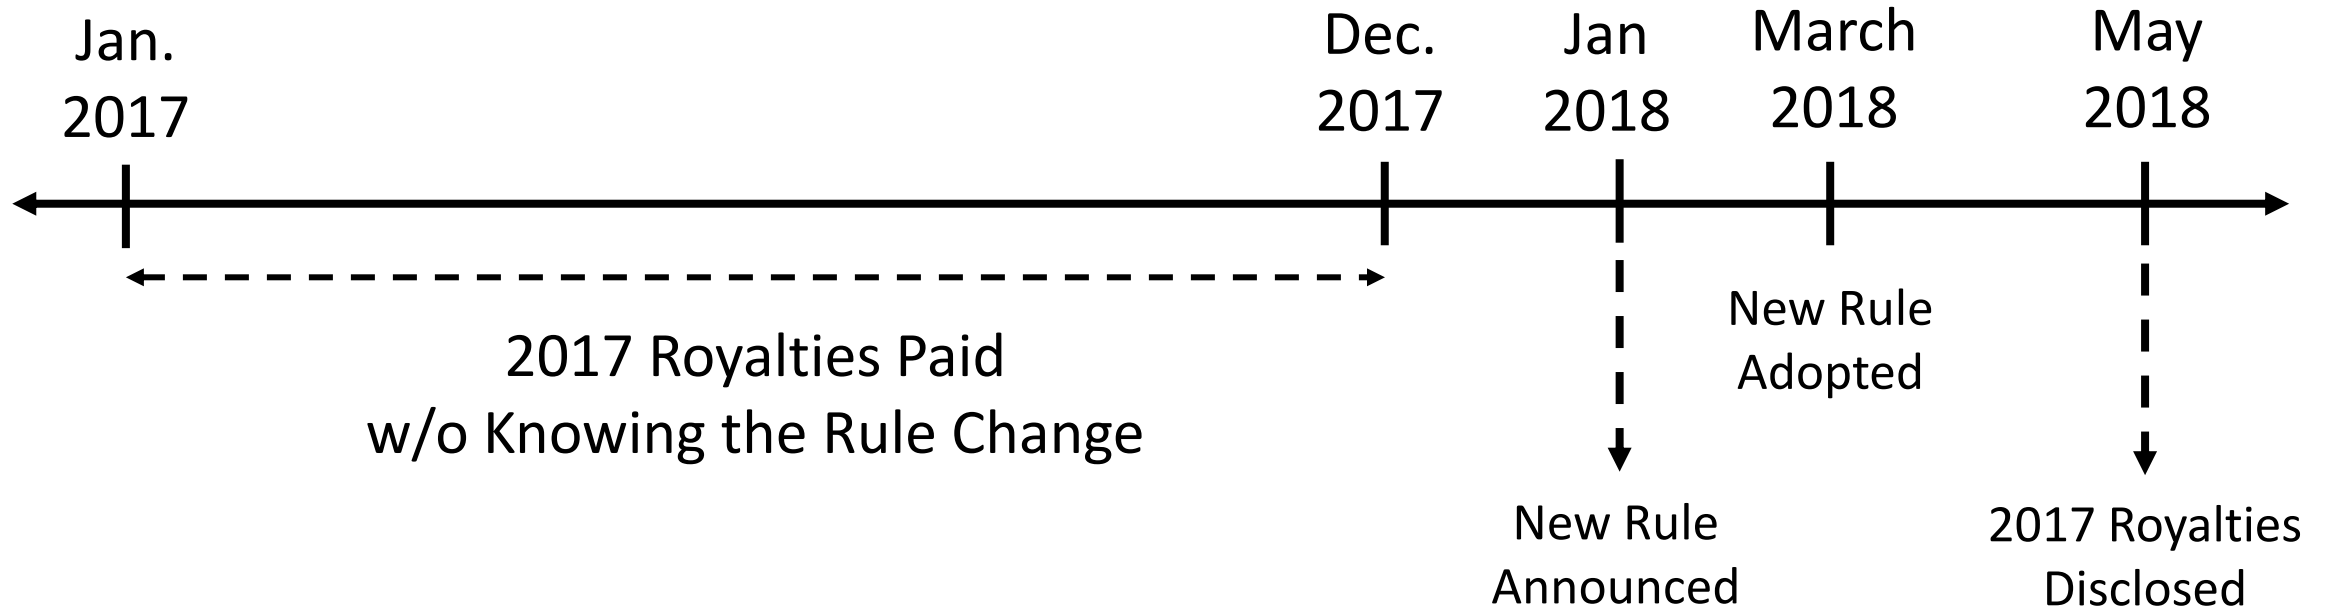 Jan.
2017
Dec.
2017
Jan
2018
March
2018
May
2018
2017 Royalties Paid
w/o Knowing the Rule Change
New Rule
Announced
New Rule
Adopted
2017 Royalties
Disclosed